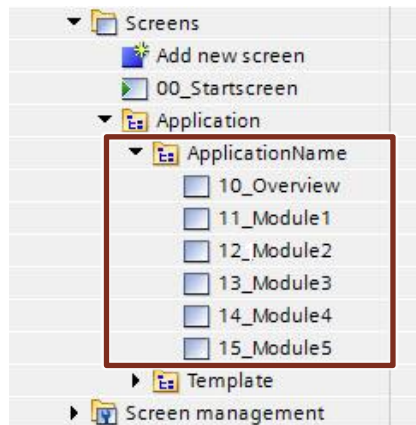 Screens
Add new screen
00_Startscreen
Application
ApplicationName
10_Overview
11_Module1
12_Module2
13_Module3
14_Module4
15_Module5
Template
Screen management